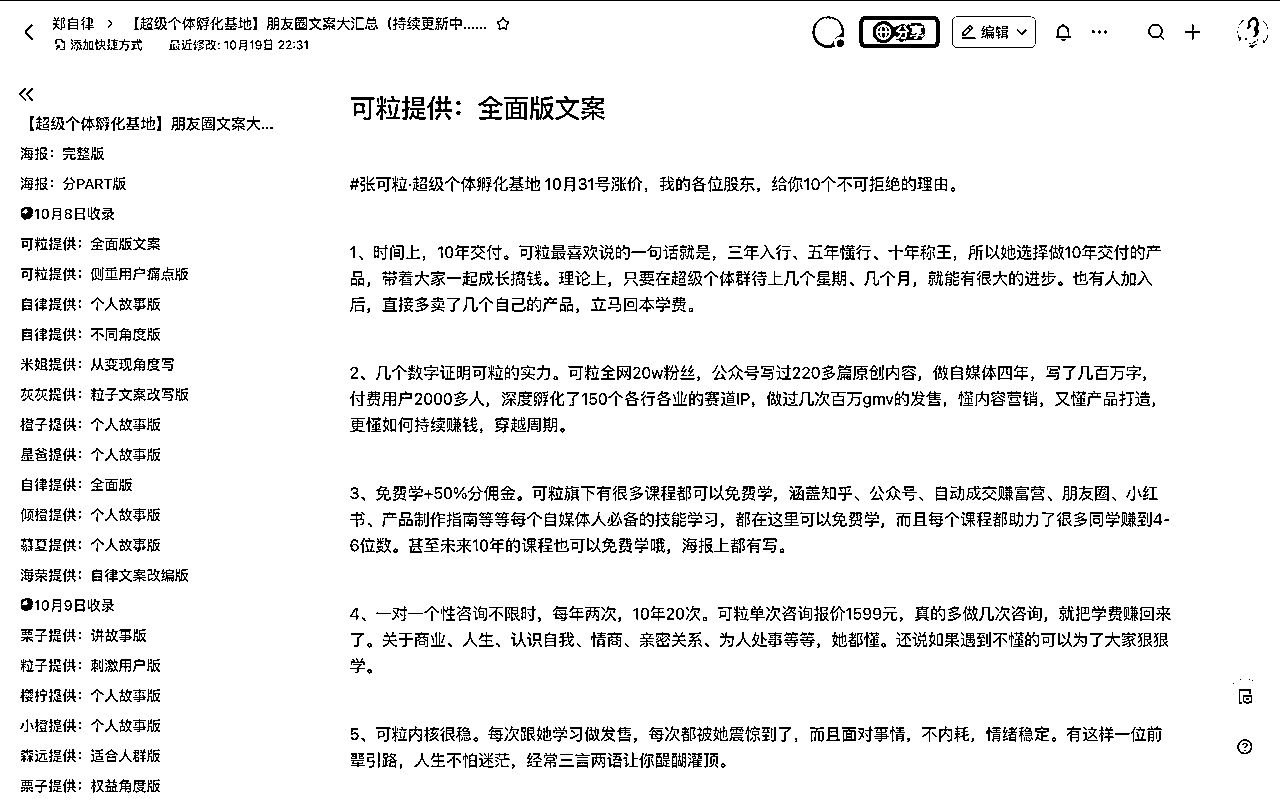 郑自律 > 【超级个体孵化基地】朋友圈文案大汇总（持续更新中......
添加快捷方式 最近修改: 10月19日 22:31
分享
编辑
【超级个体孵化基地】朋友圈文案大...
海报：完整版
海报：分PART版
10月8日收录
可粒提供：全面版文案
可粒提供：侧重用户痛点版
自律提供：个人故事版
自律提供：不同角度版
米姐提供：从变现角度写
灰灰提供：粒子文案改写版
橙子提供：个人故事版
星爸提供：个人故事版
自律提供：全面版
倾橙提供：个人故事版
慕夏提供：个人故事版
海荣提供：自律文案改编版
10月9日收录
栗子提供：讲故事版
粒子提供：刺激用户版
樱柠提供：个人故事版
小橙提供：个人故事版
森远提供：适合人群版
栗子提供：权益角度版
可粒提供：全面版文案
#张可粒·超级个体孵化基地 10月31号涨价，我的各位股东，给你10个不可拒绝的理由。
1、时间上，10年交付。可粒最喜欢说的一句话就是，三年入行、五年懂行、十年称王，所以她选择做10年交付的产
品，带着大家一起成长搞钱。理论上，只要在超级个体群待上几个星期、几个月，就能有很大的进步。也有人加入
后，直接多卖了几个自己的产品，立马回本学费。
2、几个数字证明可粒的实力。可粒全网20w粉丝，公众号写过220多篇原创内容，做自媒体四年，写了几百万字，
付费用户2000多人，深度孵化了150个各行各业的赛道IP，做过几次百万gmv的发售，懂内容营销，又懂产品打造，
更懂如何持续赚钱，穿越周期。
3、免费学+50%分佣金。可粒旗下有很多课程都可以免费学，涵盖知乎、公众号、自动成交赚富营、朋友圈、小红
书、产品制作指南等等每个自媒体人必备的技能学习，都在这里可以免费学，而且每个课程都助力了很多同学赚到4-
6位数。甚至未来10年的课程也可以免费学哦，海报上都有写。
4、一对一个性咨询不限时，每年两次，10年20次。可粒单次咨询报价1599元，真的多做几次咨询，就把学费赚回来
了。关于商业、人生、认识自我、情商、亲密关系、为人处事等等，她都懂。还说如果遇到不懂的可以为了大家狠狠
学。
5、可粒内核很稳。每次跟她学习做发售，每次都被她震惊到了，而且面对事情，不内耗，情绪稳定。有这样一位前
辈引路，人生不怕迷茫，经常三言两语让你醍醐灌顶。